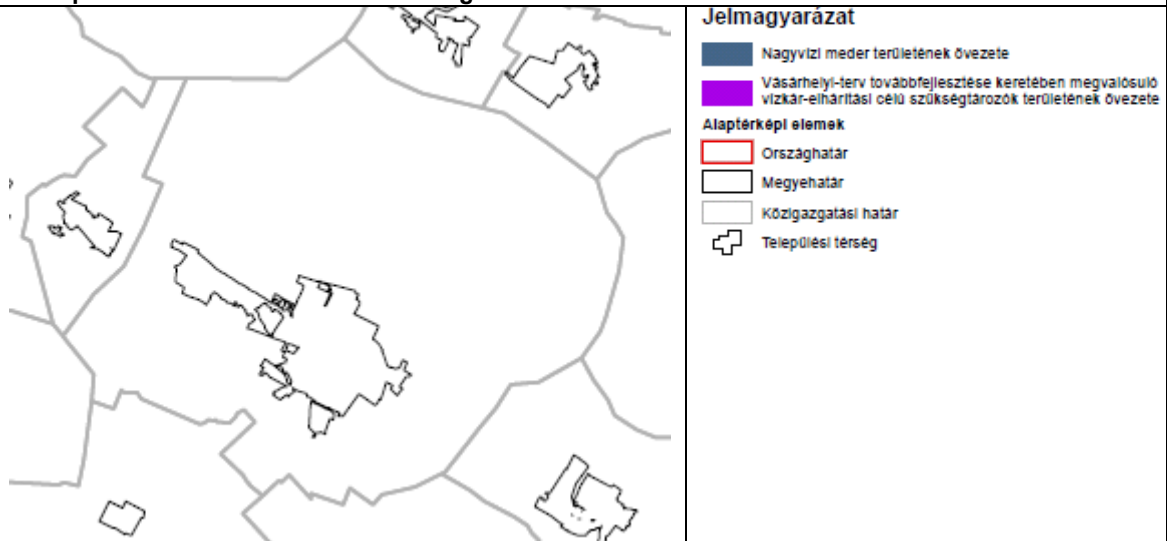 Jelmagyarázat
Nagyvízi meder területének övezete
Vásárhelyi-terv továbbfejlesztése keretében megvalósuló
vízkár-elhárítási célú szükségtározók területének övezete
Alaptérképi elemek
Országhatár
Megyehatár
Közigazgatási határ
Települési térség